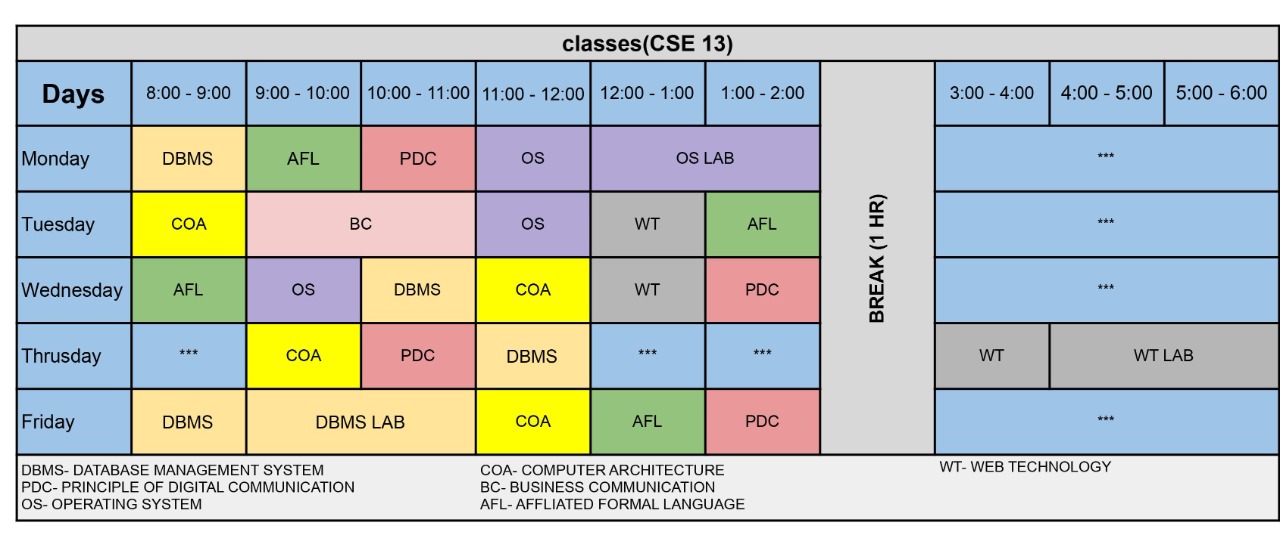 classes(CSE 13)
Days 8:00 - 9:00 9:00 - 10:00 10:00 - 11:00 11:00 - 12:00 12:00 - 1:00 1:00 - 2:00 BREAK (1 HR) 3:00 - 4:00 4:00 - 5:00 5:00 - 6:00
Monday DBMS AFL PDC OS OS LAB ***
Tuesday COA BC OS WT AFL ***
Wednesday AFL OS DBMS COA WT PDC ***
Thrusday *** COA PDC DBMS *** *** WT WT LAB
Friday DBMS DBMS LAB COA AFL PDC ***
DBMS- DATABASE MANAGEMENT SYSTEM
PDC- PRINCIPLE OF DIGITAL COMMUNICATION
OS- OPERATING SYSTEM
COA- COMPUTER ARCHITECTURE
BC- BUSINESS COMMUNICATION
AFL- AFFLIATED FORMAL LANGUAGE
WT- WEB TECHNOLOGY